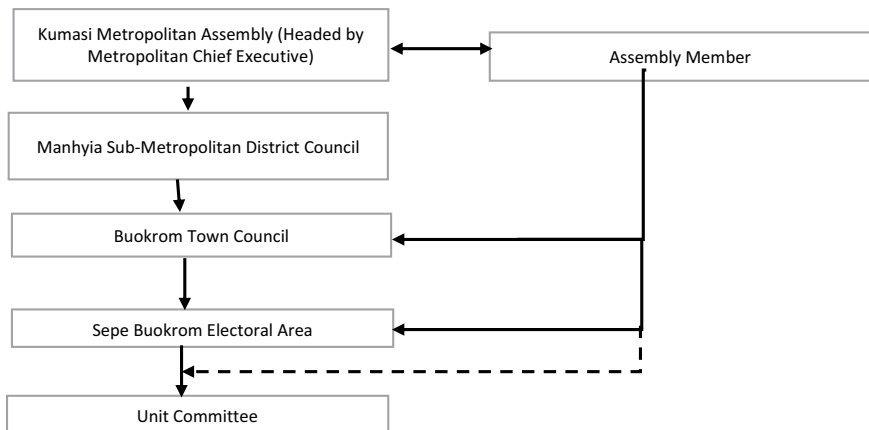 Kumasi Metropolitan Assembly (Headed by
Metropolitan Chief Executive)
Assembly Member
Manhyia Sub-Metropolitan District Council
Buokrom Town Council
Sepe Buokrom Electoral Area
Unit Committee